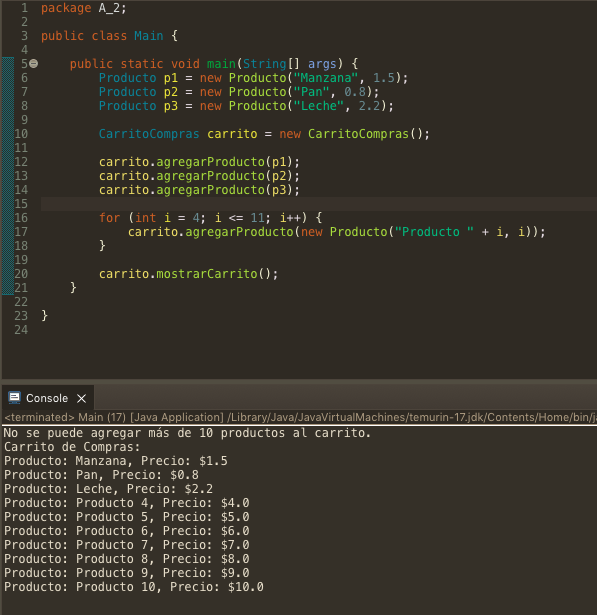 1 package A_2;
2
3 public class Main {
4
5 public static void main(String[] args) {
6 Producto p1 = new Producto("Manzana", 1.5);
7 Producto p2 = new Producto("Pan", 0.8);
8 Producto p3 = new Producto("Leche", 2.2);
9
10 CarritoCompras carrito = new CarritoCompras();
11
12 carrito.agregarProducto(p1);
13 carrito.agregarProducto(p2);
14 carrito.agregarProducto(p3);
15
16 for (int i = 4; i <= 11; i++) {
17 carrito.agregarProducto(new Producto("Producto " + i, i));
18 }
19
20 carrito.mostrarCarrito();
21 }
22
23 }
24
Console
<terminated> Main (17) [Java Application] /Library/Java/JavaVirtualMachines/temurin-17.jdk/Contents/Home/bin/j
No se puede agregar más de 10 productos al carrito.
Carrito de Compras:
Producto: Manzana, Precio: $1.5
Producto: Pan, Precio: $0.8
Producto: Leche, Precio: $2.2
Producto: Producto 4, Precio: $4.0
Producto: Producto 5, Precio: $5.0
Producto: Producto 6, Precio: $6.0
Producto: Producto 7, Precio: $7.0
Producto: Producto 8, Precio: $8.0
Producto: Producto 9, Precio: $9.0
Producto: Producto 10, Precio: $10.0